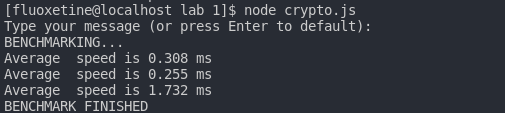 [fluoxetine@localhost lab 1]$ node crypto.js
Type your message (or press Enter to default):
BENCHMARKING...
Average  speed is 0.308 ms
Average  speed is 0.255 ms
Average  speed is 1.732 ms
BENCHMARK FINISHED